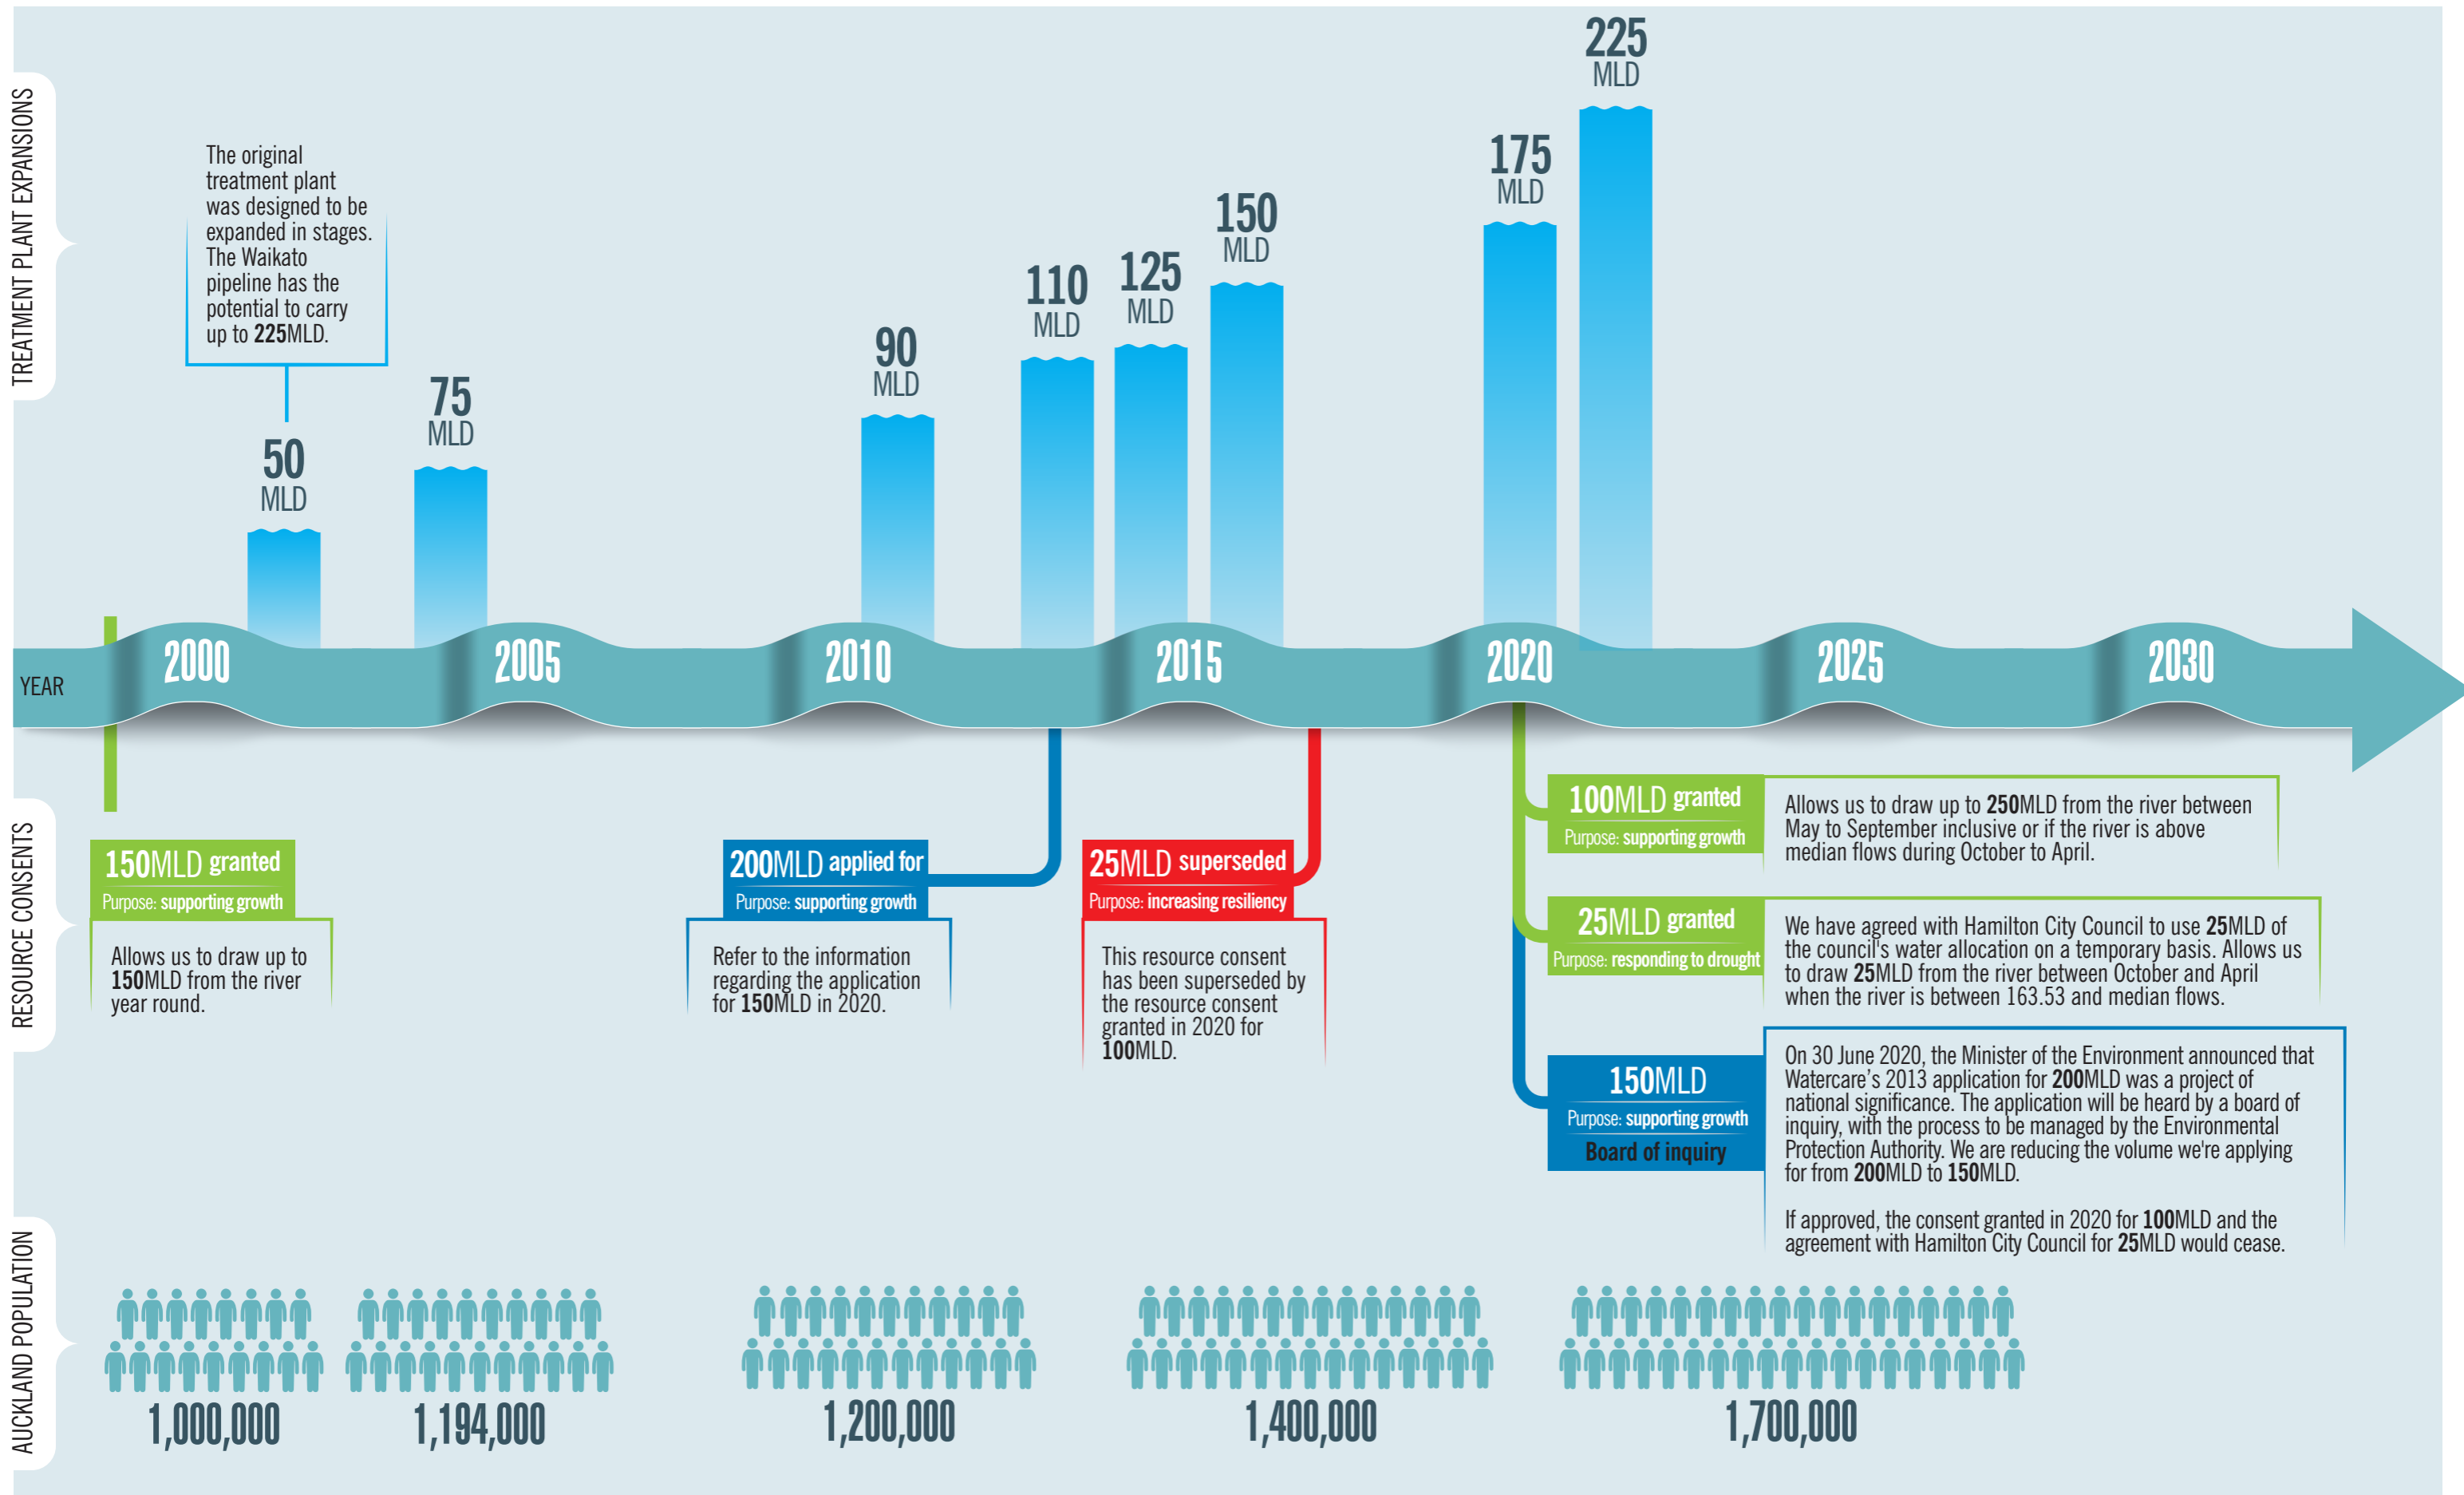 TREATMENT PLANT EXPANSIONS
The original
treatment plant
was designed to be
expanded in stages.
The Waikato
pipeline has the
potential to carry
up to 225MLD.
50
MLD
75
MLD
90
MLD
110
MLD
125
MLD
150
MLD
175
MLD
225
MLD
YEAR
2000
2005
2010
2015
2020
2025
2030
RESOURCE CONSENTS
150MLD granted
Purpose: supporting growth
Allows us to draw up to
150MLD from the river
year round.
200MLD applied for
Purpose: supporting growth
Refer to the information
regarding the application
for 150MLD in 2020.
25MLD superseded
Purpose: increasing resiliency
This resource consent
has been superseded by
the resource consent
granted in 2020 for
100MLD.
100MLD granted
Purpose: supporting growth
Allows us to draw up to 250MLD from the river between
May to September inclusive or if the river is above
median flows during October to April.
25MLD granted
Purpose: responding to drought
We have agreed with Hamilton City Council to use 25MLD of
the council's water allocation on a temporary basis. Allows us
to draw 25MLD from the river between October and April
when the river is between 163.53 and median flows.
150MLD
Purpose: supporting growth
Board of inquiry
On 30 June 2020, the Minister of the Environment announced that
Watercare's 2013 application for 200MLD was a project of
national significance. The application will be heard by a board of
inquiry, with the process to be managed by the Environmental
Protection Authority. We are reducing the volume we're applying
for from 200MLD to 150MLD.
If approved, the consent granted in 2020 for 100MLD and the
agreement with Hamilton City Council for 25MLD would cease.
AUCKLAND POPULATION
1,000,000
1,194,000
1,200,000
1,400,000
1,700,000